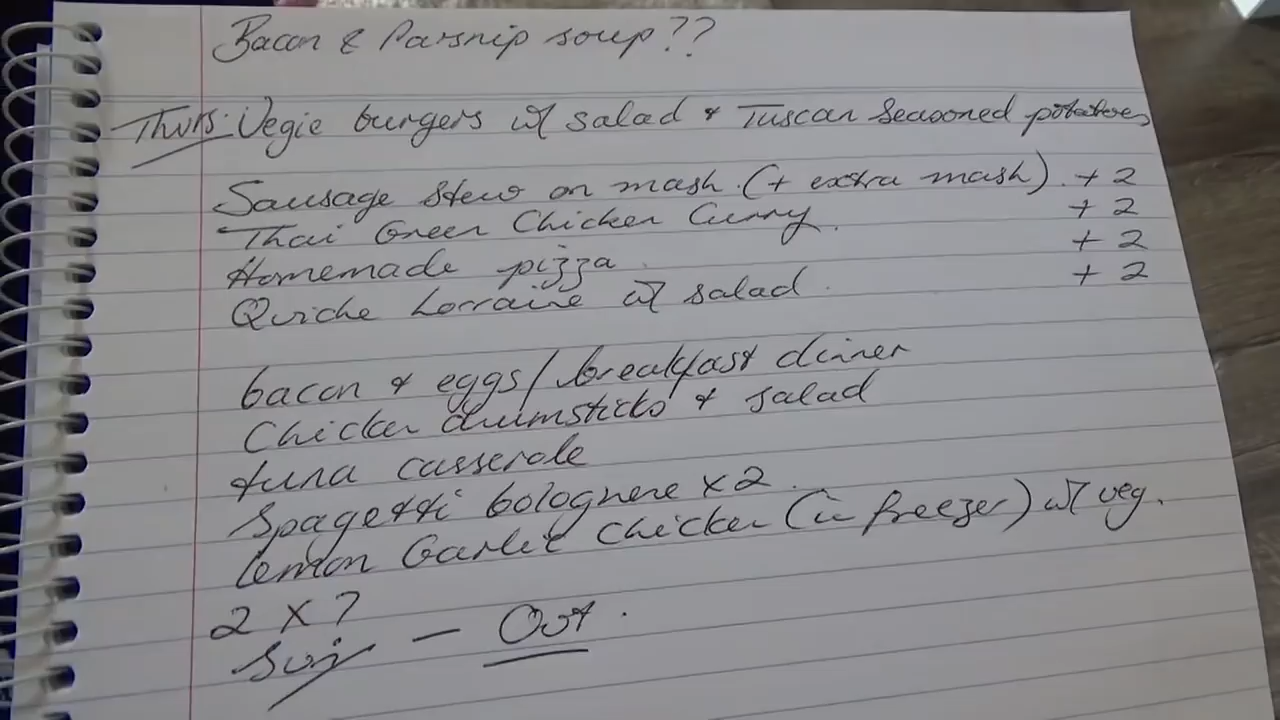 Bacon & Parsnip soup??
Thurs: Vegie burgers w/ salad & Tuscan Seasoned potatoes
Sausage Stew on mash. (+ extra mash). + 2
Thai Green Chicken Curry. + 2
Homemade pizza. + 2
Quiche Lorraine w/ salad. + 2
bacon & eggs/breakfast dinner
Chicken drumsticks & salad
tuna casserole
Spagetti bolognese x2.
lemon Garlic Chicken (in freezer) w/ veg.
2 x ?
Sun — Out.